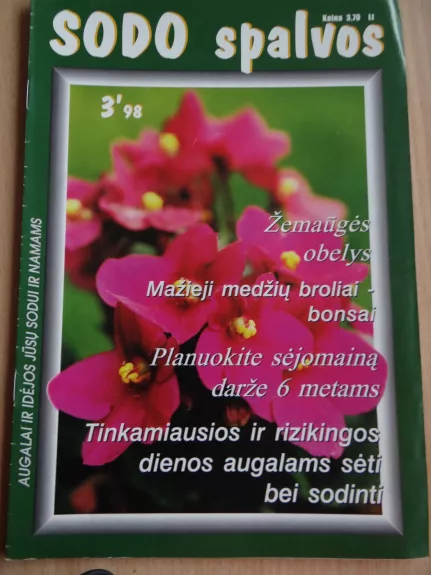 Kaina 3,70 Lt
SODO spalvos
3'98
Žemaūgės
obelys
Mažieji medžių broliai -
bonsai
Planuokite sėjomainą
darže 6 metams
Tinkamiausios ir rizikingos
dienos augalams sėti
bei sodinti
AUGALAI IR IDĖJOS JŪSŲ SODUI IR NAMAMS